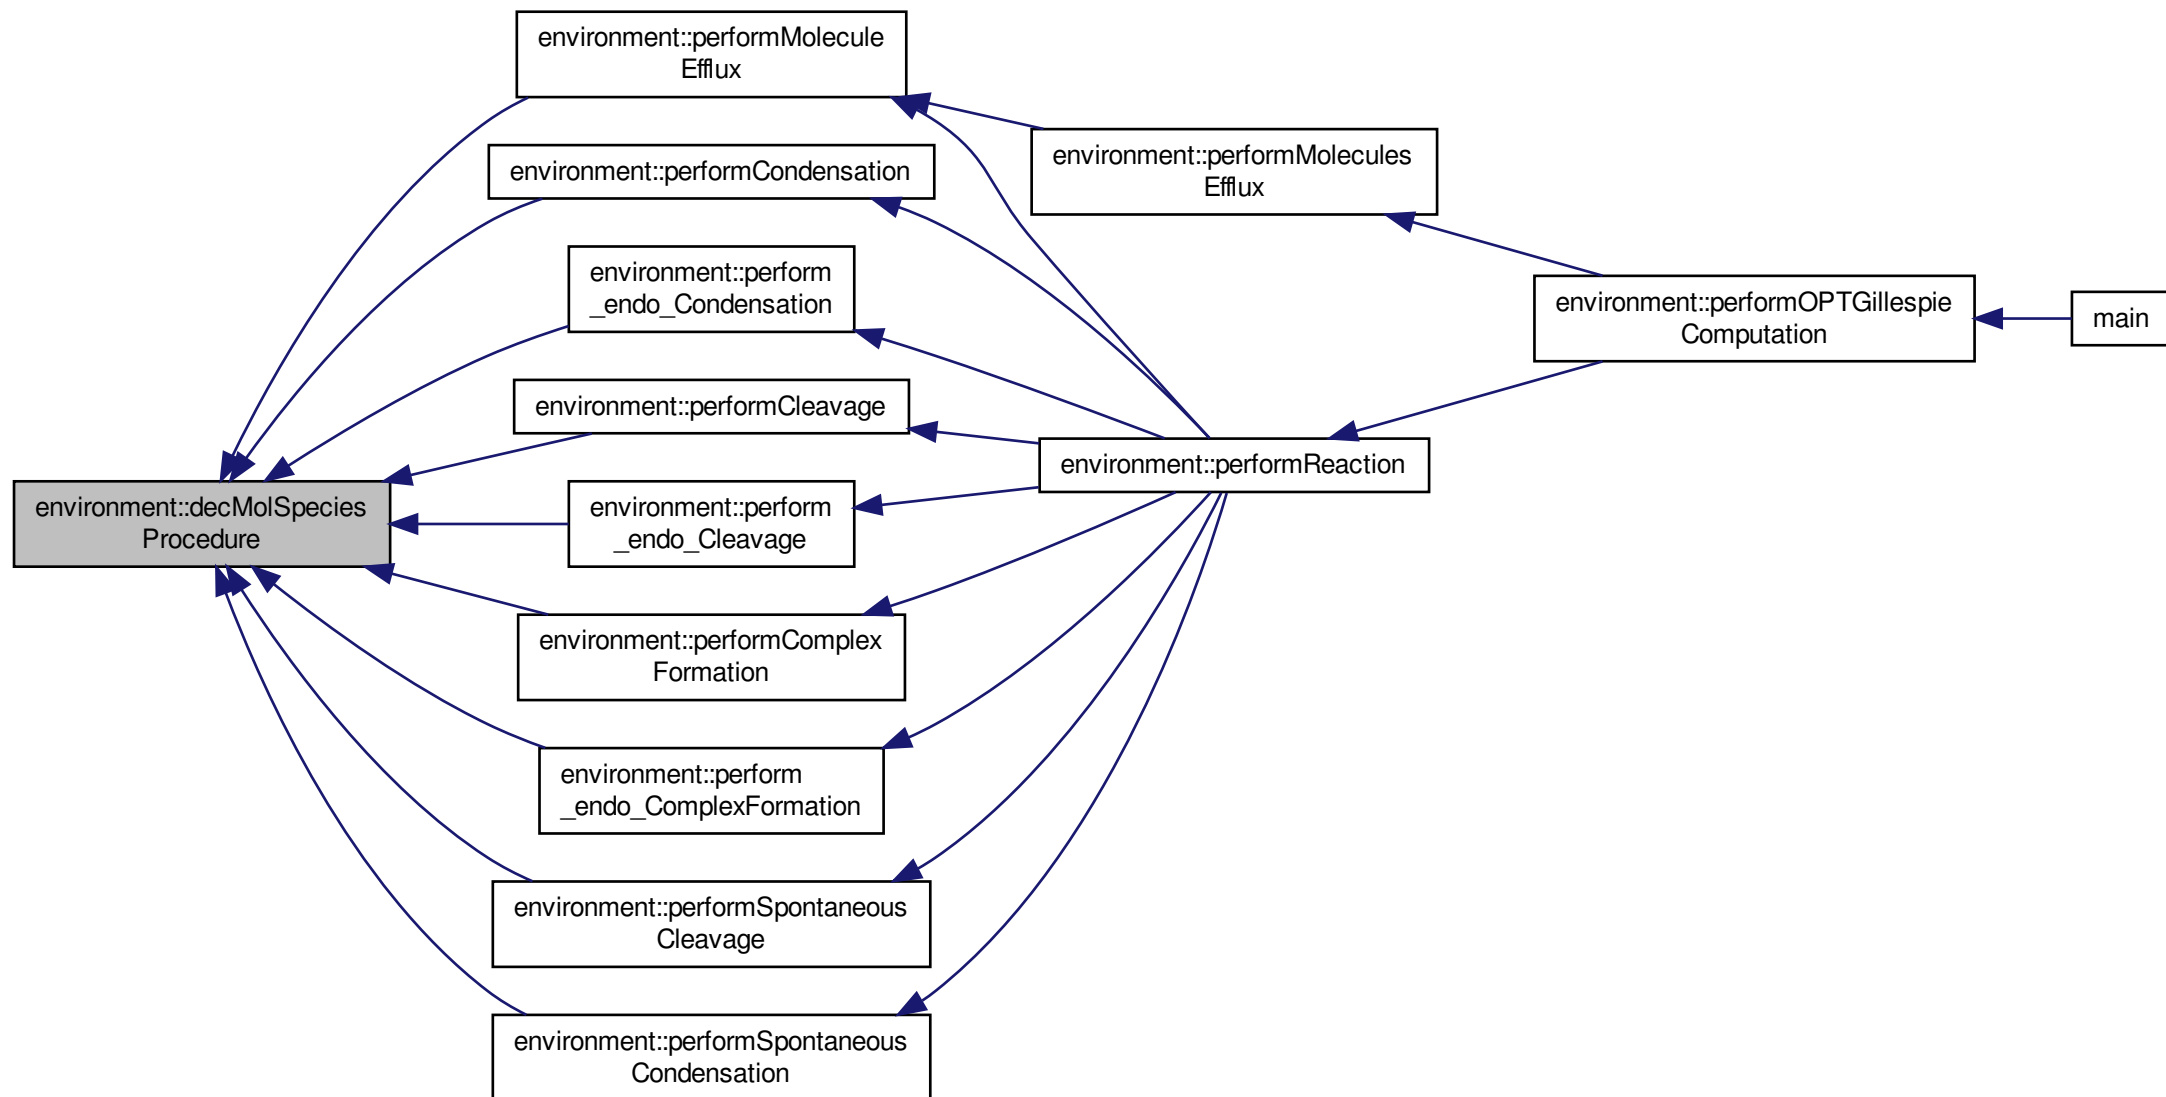 environment::performMolecule
Efflux
environment::performCondensation
environment::perform
_endo_Condensation
environment::performCleavage
environment::decMolSpecies
Procedure
environment::perform
_endo_Cleavage
environment::performComplex
Formation
environment::perform
_endo_ComplexFormation
environment::performSpontaneous
Cleavage
environment::performSpontaneous
Condensation
environment::performMolecules
Efflux
environment::performReaction
environment::performOPTGillespie
Computation
main